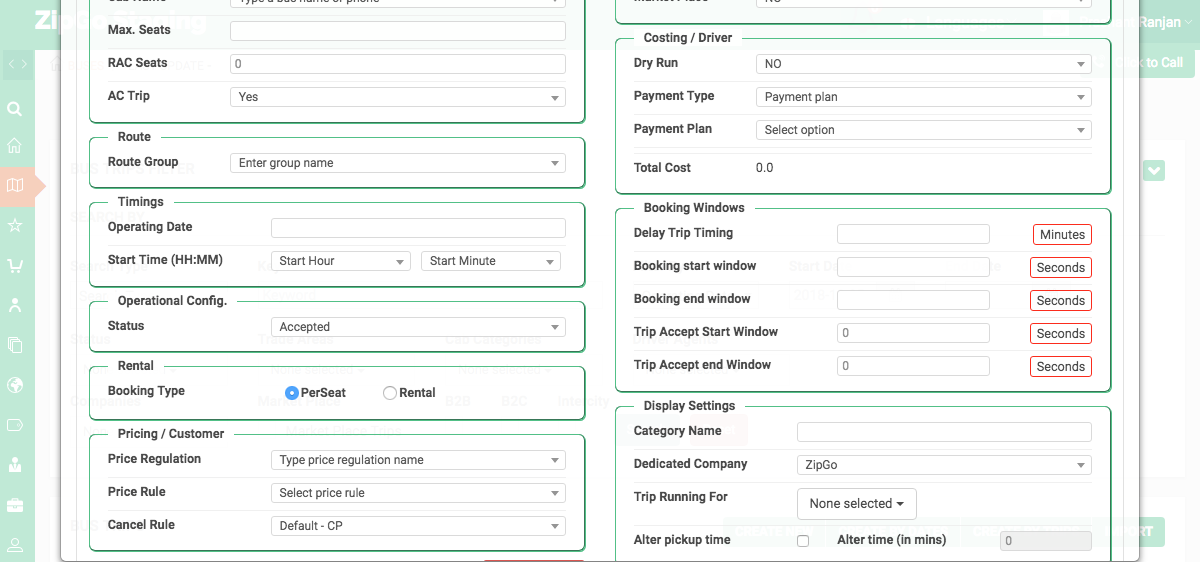 Max. Seats
RAC Seats 0
AC Trip Yes
Route
Route Group Enter group name
Timings
Operating Date
Start Time (HH:MM) Start Hour Start Minute
Operational Config.
Status Accepted
Rental
Booking Type PerSeat Rental
Pricing / Customer
Price Regulation Type price regulation name
Price Rule Select price rule
Cancel Rule Default - CP
Costing / Driver
Dry Run NO
Payment Type Payment plan
Payment Plan Select option
Total Cost 0.0
Booking Windows
Delay Trip Timing Minutes
Booking start window Seconds
Booking end window Seconds
Trip Accept Start Window 0 Seconds
Trip Accept end Window 0 Seconds
Display Settings
Category Name
Dedicated Company ZipGo
Trip Running For None selected
Alter pickup time Alter time (in mins) 0
Ranjan
to Call